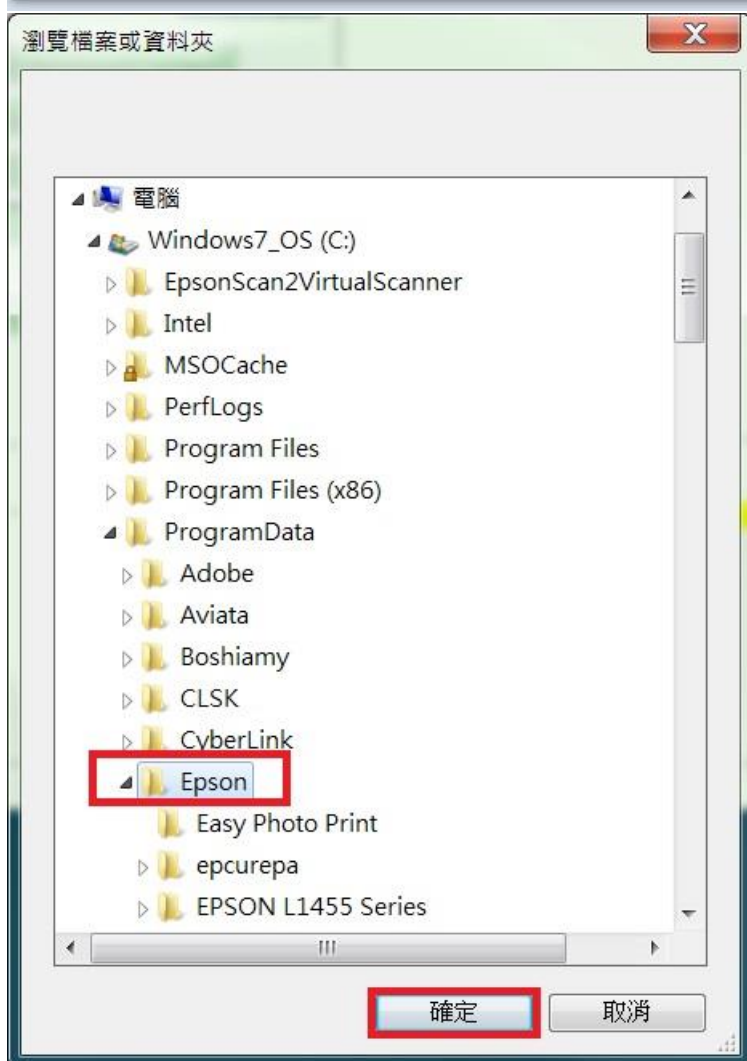 瀏覽檔案或資料夾
電腦
Windows7_OS (C:)
EpsonScan2VirtualScanner
Intel
MSOCache
PerfLogs
Program Files
Program Files (x86)
ProgramData
Adobe
Aviata
Boshiamy
CLSK
CyberLink
Epson
Easy Photo Print
epcurepa
EPSON L1455 Series
確定 取消